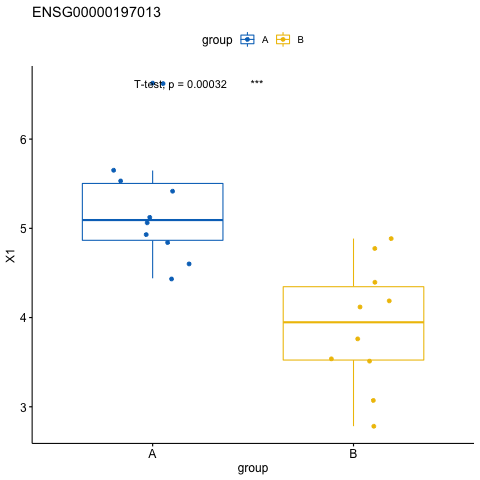 ENSG00000197013
group A B
T-test, p = 0.00032 ***
6
5
4
3
X1
A B
group